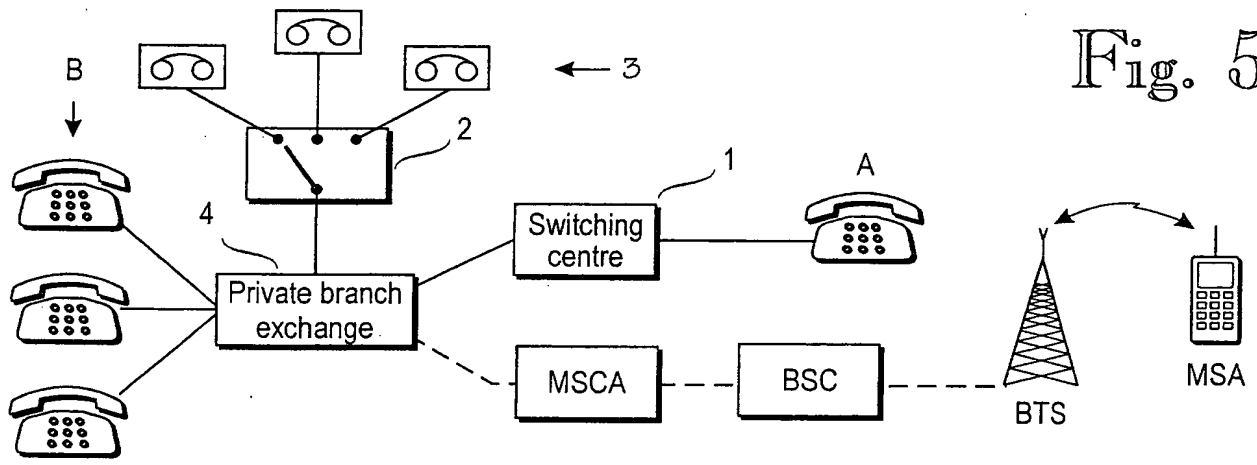 Fig. 5
3
B
2
1
A
4
Switching
centre
Private branch
exchange
MSCA
BSC
BTS
MSA